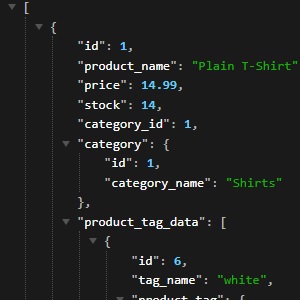 [
{
"id": 1,
"product_name": "Plain T-Shirt"
"price": 14.99,
"stock": 14,
"category_id": 1,
"category": {
"id": 1,
"category_name": "Shirts"
},
"product_tag_data": [
{
"id": 6,
"tag_name": "white",
"product_tag": {